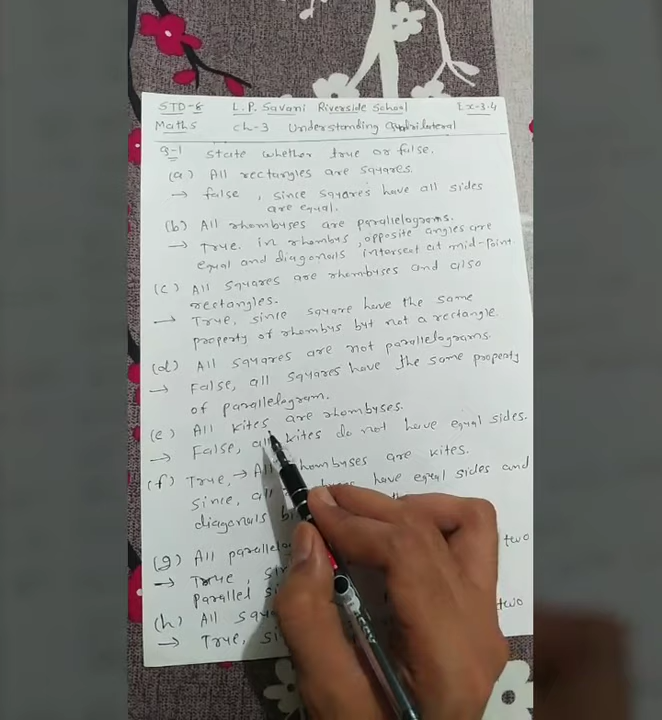 STD-8 L.P. Savani Riverside School Ex-3.4
Maths ch-3 Understanding Quadrilateral
Q-1 State whether true or false.
(a) All rectangles are squares.
→ false, since squares have all sides
are equal.
(b) All rhombuses are parallelograms.
→ True. in rhombus, opposite angles are
equal and diagonals intersect at mid-point
(c) All squares are rhombuses and also
rectangles.
→ True, since square have the same
property of rhombus but not a rectangle
(d) All squares are not parallelograms.
→ False, all squares have the same property
of parallelogram.
(e) All kites are rhombuses.
→ False, all kites do not have equal sides.
(f) True, → All rhombuses are kites.
Since, all have equal sides and
diagonals
(g) All two
→ True,
parallel
(h) All two
→ True,